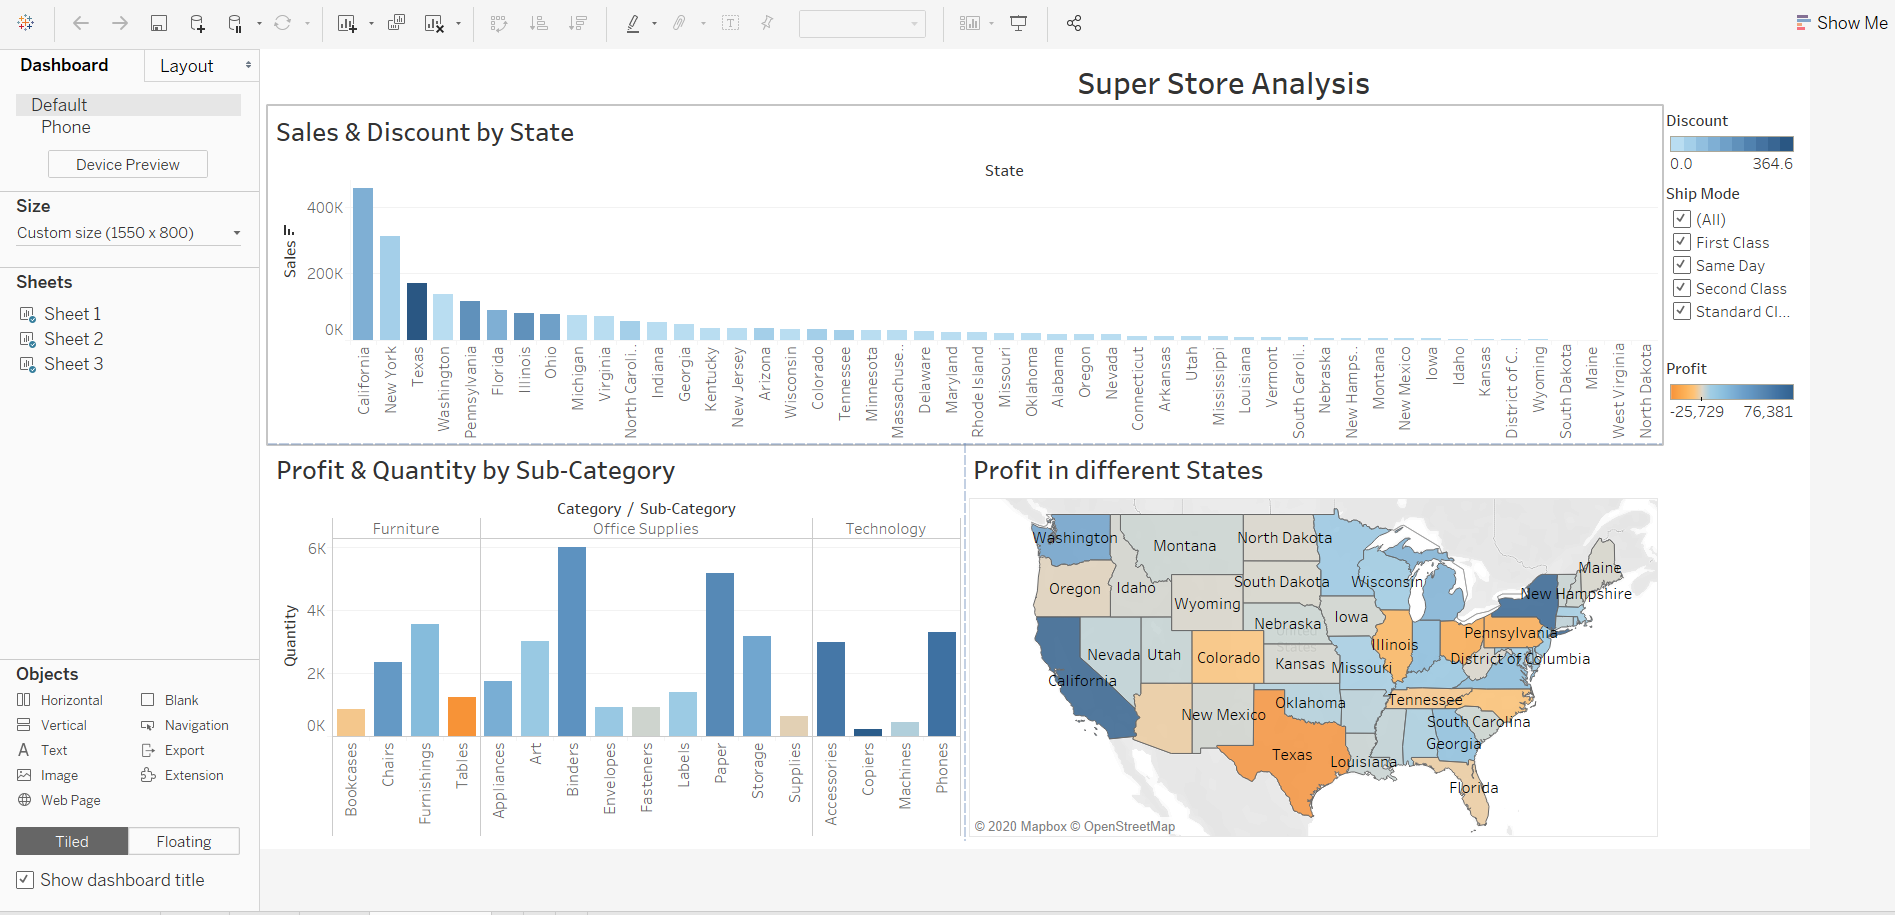 Show Me
Dashboard
Layout
Default
Phone
Device Preview
Size
Custom size (1550 x 800)
Sheets
Sheet 1
Sheet 2
Sheet 3
Objects
Horizontal
Blank
Vertical
Navigation
A Text
Export
Image
Extension
Web Page
Tiled
Floating
Show dashboard title
Super Store Analysis
Sales & Discount by State
State
Sales
400K
200K
0K
California
New York
Texas
Washington
Pennsylvania
Florida
Illinois
Ohio
Michigan
Virginia
North Caroli..
Indiana
Georgia
Kentucky
New Jersey
Arizona
Wisconsin
Colorado
Tennessee
Minnesota
Massachuse..
Delaware
Maryland
Rhode Island
Missouri
Oklahoma
Alabama
Oregon
Nevada
Connecticut
Arkansas
Utah
Mississippi
Louisiana
Vermont
South Caroli..
Nebraska
New Hamps..
Montana
New Mexico
Iowa
Idaho
Kansas
District of C..
Wyoming
South Dakota
Maine
West Virginia
North Dakota
Discount
0.0 364.6
Ship Mode
(All)
First Class
Same Day
Second Class
Standard Cl...
Profit
-25,729 76,381
Profit & Quantity by Sub-Category
Category / Sub-Category
Furniture
Office Supplies
Technology
Quantity
6K
4K
2K
0K
Bookcases
Chairs
Furnishings
Tables
Appliances
Art
Binders
Envelopes
Fasteners
Labels
Paper
Storage
Supplies
Accessories
Copiers
Machines
Phones
Profit in different States
Washington
Montana
North Dakota
Maine
Oregon
Idaho
South Dakota
Wisconsin
New Hampshire
Wyoming
Iowa
Nebraska
Pennsylvania
United
States
Illinois
Nevada
Utah
Colorado
Kansas
Missouri
District of Columbia
California
Oklahoma
Tennessee
New Mexico
South Carolina
Georgia
Texas
Louisiana
Florida
© 2020 Mapbox © OpenStreetMap